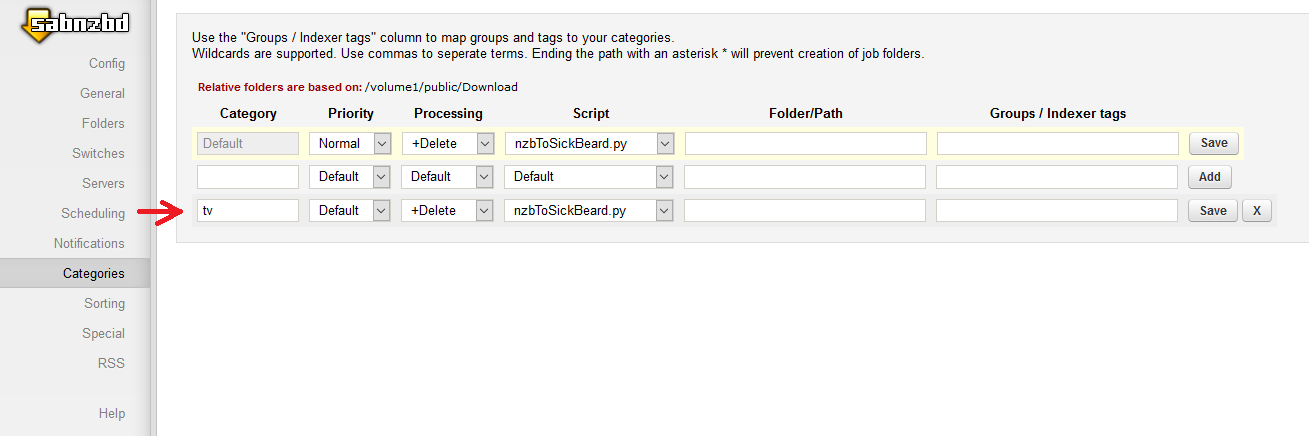 sabnzbd
Config
General
Folders
Switches
Servers
Scheduling
Notifications
Categories
Sorting
Special
RSS
Help
Use the "Groups / Indexer tags" column to map groups and tags to your categories.
Wildcards are supported. Use commas to seperate terms. Ending the path with an asterisk * will prevent creation of job folders.
Relative folders are based on: /volume1/public/Download
Category Priority Processing Script Folder/Path Groups / Indexer tags
Default Normal +Delete nzbToSickBeard.py Save
Default Default Default Add
tv Default +Delete nzbToSickBeard.py Save X